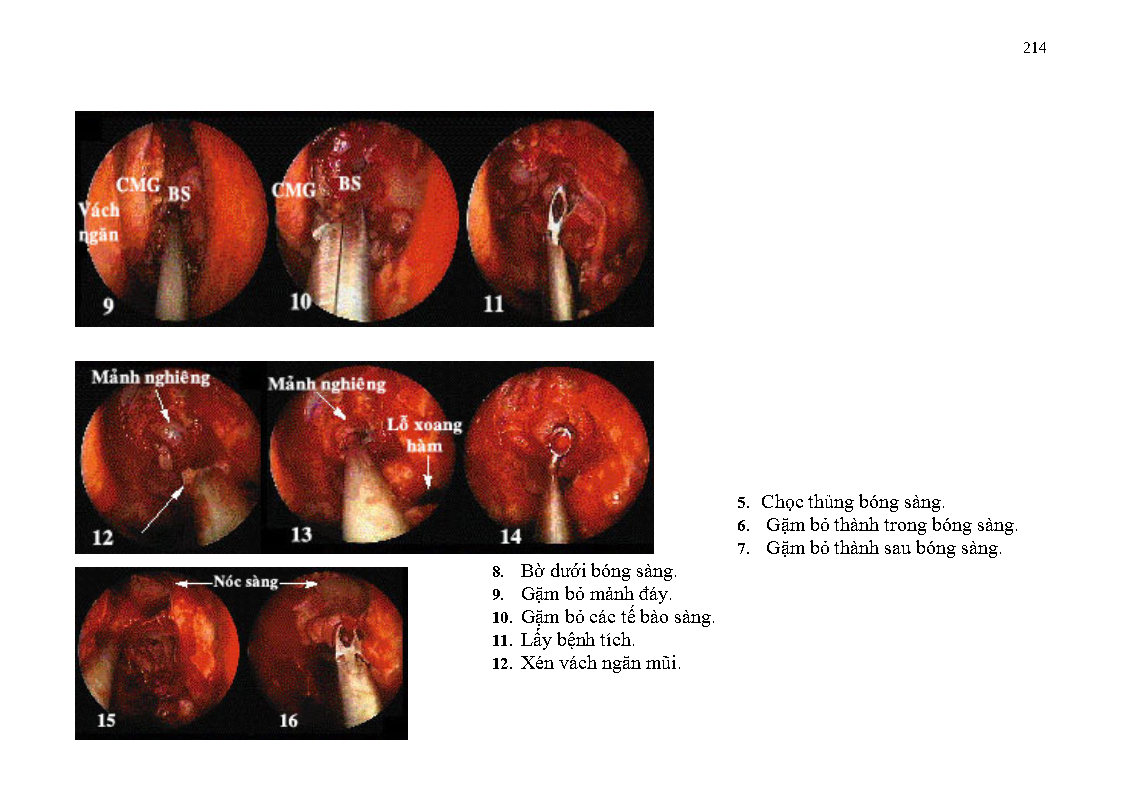 214
CMG BS
Vách
ngăn
9
CMG BS
10
11
Mảnh nghiêng
12
Mảnh nghiêng
Lỗ xoang
hàm
13
14
5. Chọc thủng bóng sàng.
6. Gặm bỏ thành trong bóng sàng.
7. Gặm bỏ thành sau bóng sàng.
Nóc sàng
15
16
8. Bờ dưới bóng sàng.
9. Gặm bỏ mảnh đáy.
10. Gặm bỏ các tế bào sàng.
11. Lấy bệnh tích.
12. Xén vách ngăn mũi.